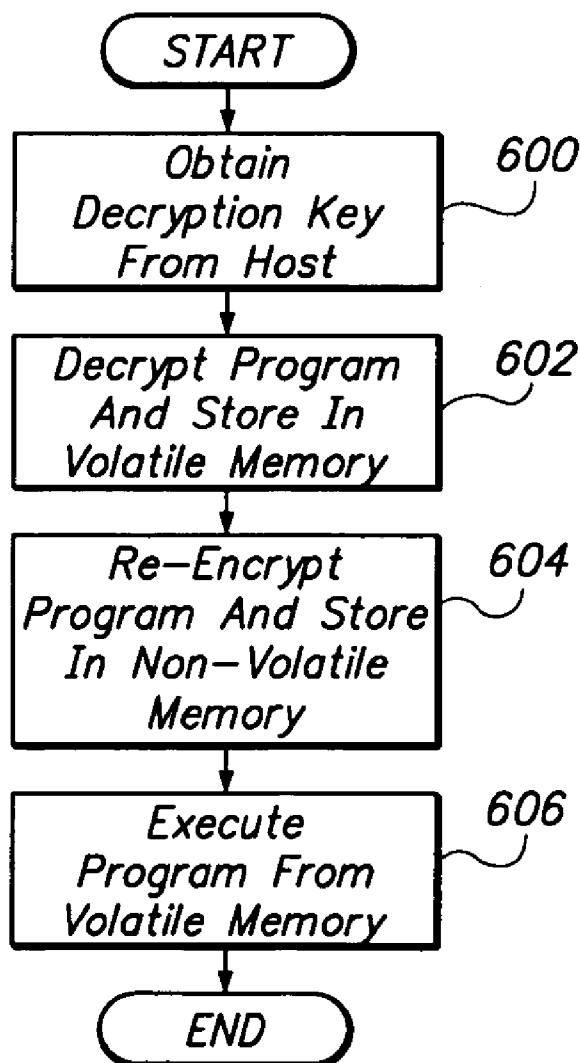 START
Obtain
Decryption Key
From Host
600
Decrypt Program
And Store In
Volatile Memory
602
Re-Encrypt
Program And Store
In Non-Volatile
Memory
604
Execute
Program From
Volatile Memory
606
END